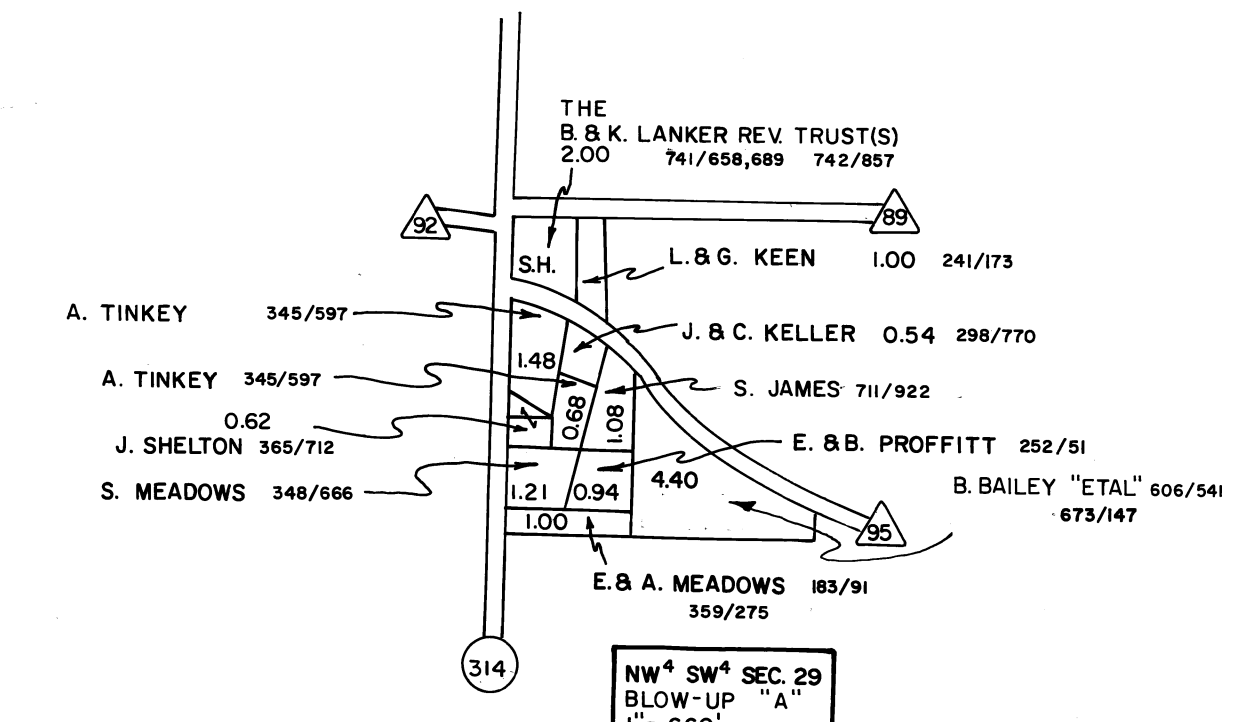 THE
B. & K. LANKER REV. TRUST(S)
2.00 741/658,689 742/857
92
89
S.H.
L. & G. KEEN 1.00 241/173
A. TINKEY 345/597
J. & C. KELLER 0.54 298/770
1.48
A. TINKEY 345/597
S. JAMES 711/922
0.68
1.08
0.62
J. SHELTON 365/712
E. & B. PROFFITT 252/51
S. MEADOWS 348/666
1.21 0.94
4.40
B. BAILEY "ETAL" 606/541
673/147
1.00
95
E. & A. MEADOWS 183/91
359/275
314
NW⁴ SW⁴ SEC. 29
BLOW-UP "A"
1"= 660'